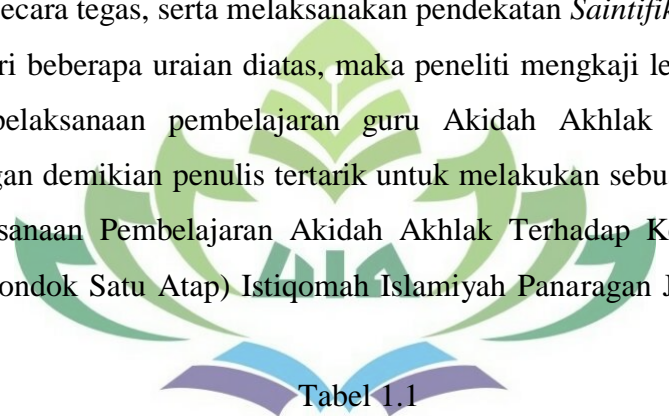 ecara tegas, serta melaksanakan pendekatan Saintifik
ri beberapa uraian diatas, maka peneliti mengkaji le
pelaksanaan pembelajaran guru Akidah Akhlak
gan demikian penulis tertarik untuk melakukan sebu
sanaan Pembelajaran Akidah Akhlak Terhadap K
ondok Satu Atap) Istiqomah Islamiyah Panaragan J
Tabel 1.1